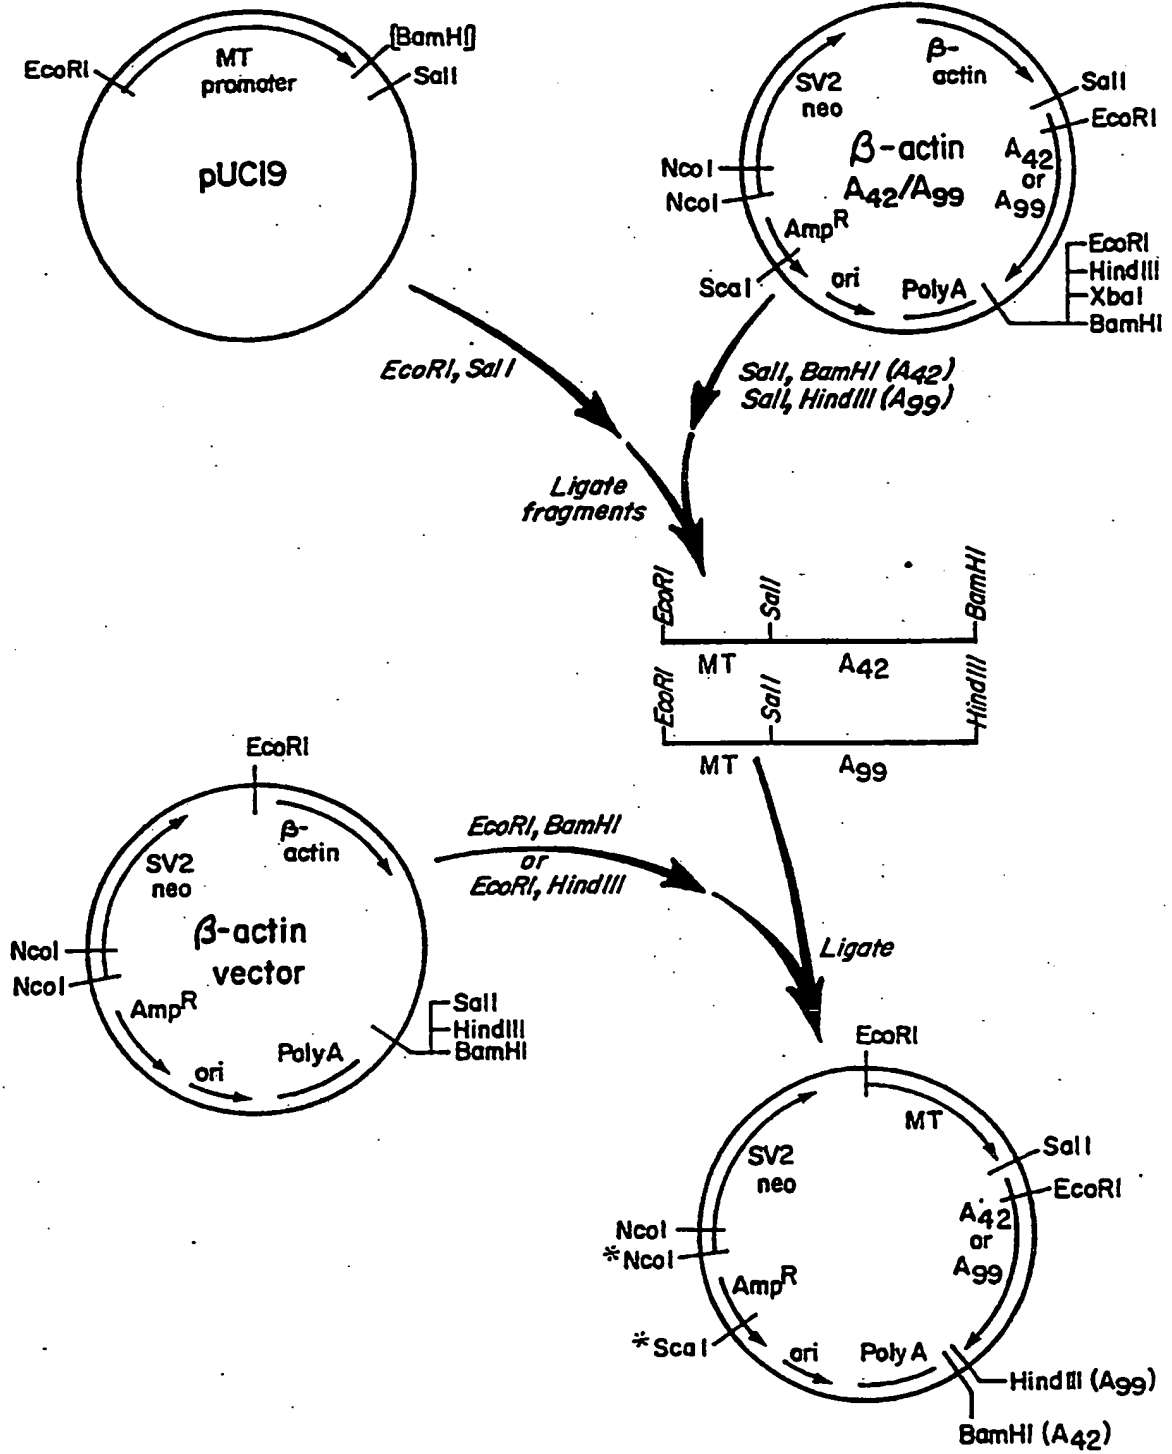 EcoRI
MT
promoter
[BamHI]
SalI
pUC19
SV2
neo
β-
actin
SalI
EcoRI
β-actin
A42/A99
A42
or
A99
NcoI
NcoI
AmpR
ScaI
ori
PolyA
EcoRI
HindIII
XbaI
BamHI
EcoRI, SalI
SalI, BamHI (A42)
SalI, HindIII (A99)
Ligate
fragments
EcoRI
SalI
BamHI
MT
A42
EcoRI
SalI
HindIII
MT
A99
EcoRI
β-
actin
SV2
neo
β-actin
vector
NcoI
NcoI
AmpR
ori
PolyA
SalI
HindIII
BamHI
EcoRI, BamHI
or
EcoRI, HindIII
Ligate
EcoRI
MT
SalI
EcoRI
SV2
neo
A42
or
A99
NcoI
*NcoI
AmpR
*ScaI
ori
PolyA
HindIII (A99)
BamHI (A42)